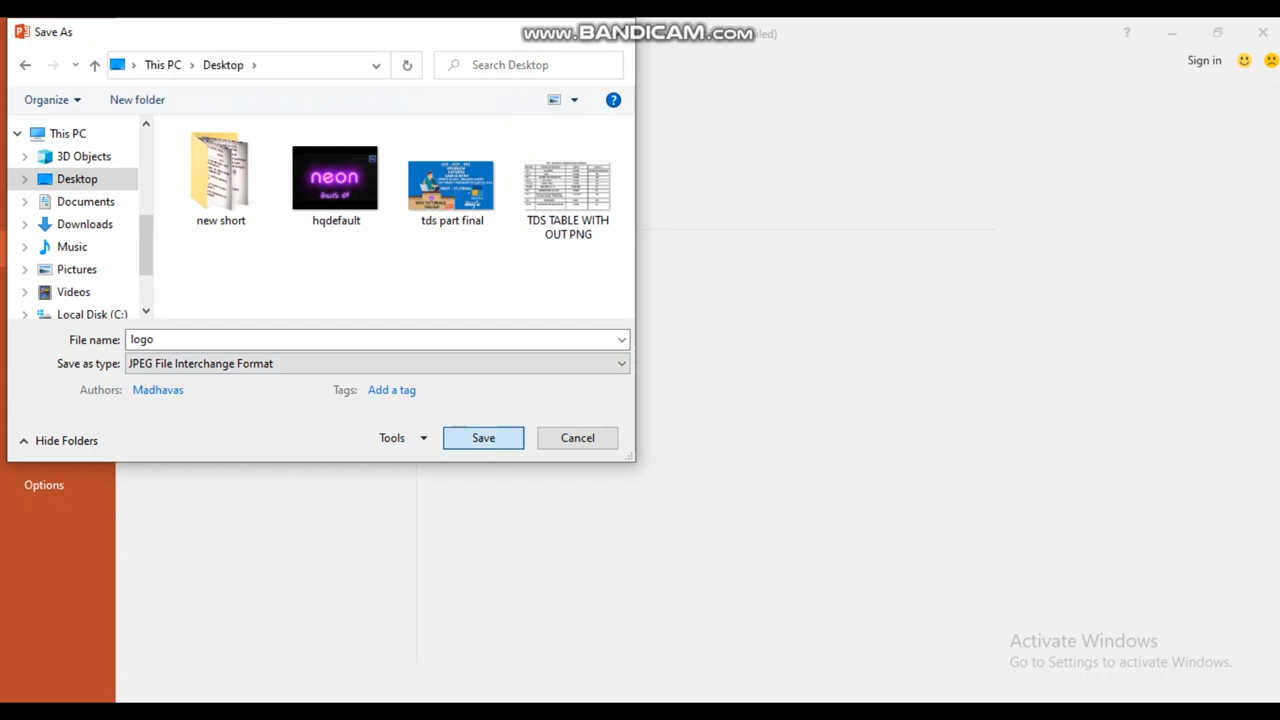 Save As
www.BANDICAM.com
iled)
Sign in
This PC
Desktop
Search Desktop
Organize
New folder
This PC
3D Objects
Desktop
Documents
Downloads
Music
Pictures
Videos
Local Disk (C:)
new short
neon
hqdefault
tds part final
TDS TABLE WITH
OUT PNG
File name: logo
Save as type: JPEG File Interchange Format
Authors: Madhavas
Tags: Add a tag
Hide Folders
Tools
Save
Cancel
Options
Activate Windows
Go to Settings to activate Windows.